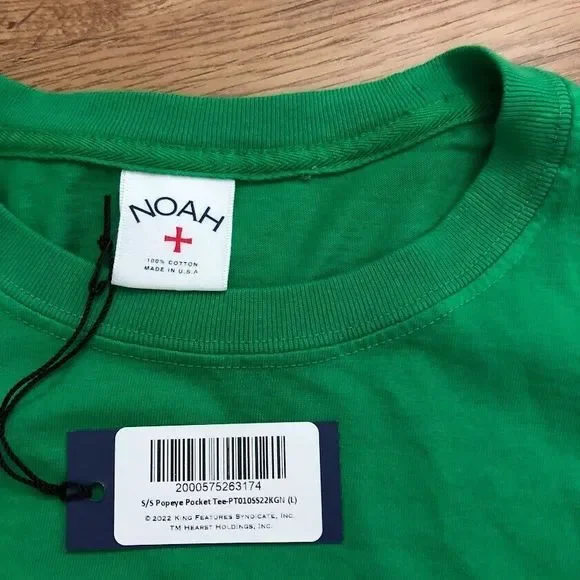 NOAH
100% COTTON
MADE IN U.S.A
2000575263174
S/S Popeye Pocket Tee-PT010SS22KGN (L)
© 2022 King Features Syndicate, Inc.
TM Hearst Holdings, Inc.